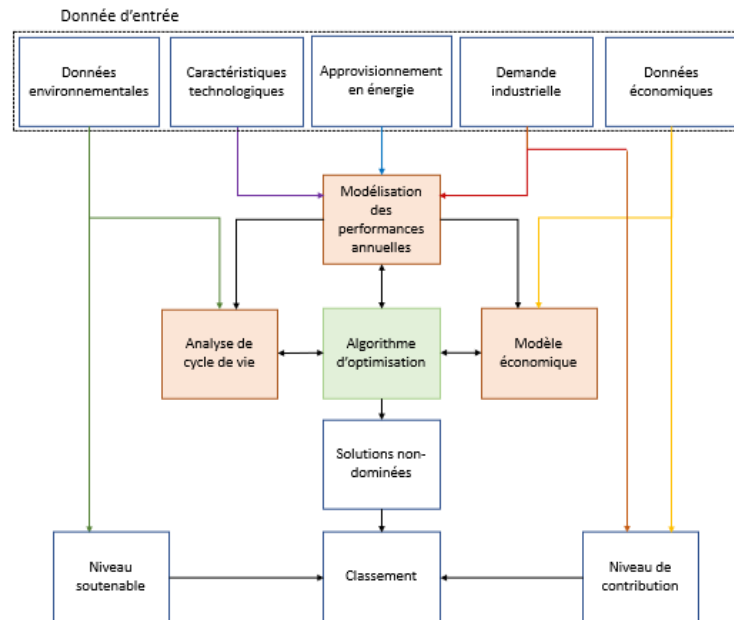 Donnée d'entrée
Données
environnementales
Caractéristiques
technologiques
Approvisionnement
en énergie
Demande
industrielle
Données
économiques
Modélisation
des
performances
annuelles
Analyse de
cycle de vie
Algorithme
d'optimisation
Modèle
économique
Solutions non-
dominées
Niveau
soutenable
Classement
Niveau de
contribution